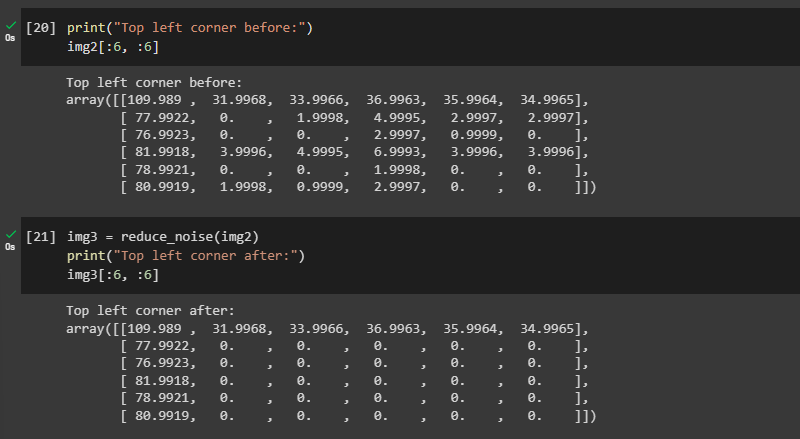 [20] print("Top left corner before:")
0s
img2[:6, :6]
Top left corner before:
array([[109.989 ,  31.9968,  33.9966,  36.9963,  35.9964,  34.9965],
       [ 77.9922,   0.    ,   1.9998,   4.9995,   2.9997,   2.9997],
       [ 76.9923,   0.    ,   0.    ,   2.9997,   0.9999,   0.    ],
       [ 81.9918,   3.9996,   4.9995,   6.9993,   3.9996,   3.9996],
       [ 78.9921,   0.    ,   0.    ,   1.9998,   0.    ,   0.    ],
       [ 80.9919,   1.9998,   0.9999,   2.9997,   0.    ,   0.    ]])
[21] img3 = reduce_noise(img2)
0s
print("Top left corner after:")
img3[:6, :6]
Top left corner after:
array([[109.989 ,  31.9968,  33.9966,  36.9963,  35.9964,  34.9965],
       [ 77.9922,   0.    ,   0.    ,   0.    ,   0.    ,   0.    ],
       [ 76.9923,   0.    ,   0.    ,   0.    ,   0.    ,   0.    ],
       [ 81.9918,   0.    ,   0.    ,   0.    ,   0.    ,   0.    ],
       [ 78.9921,   0.    ,   0.    ,   0.    ,   0.    ,   0.    ],
       [ 80.9919,   0.    ,   0.    ,   0.    ,   0.    ,   0.    ]])